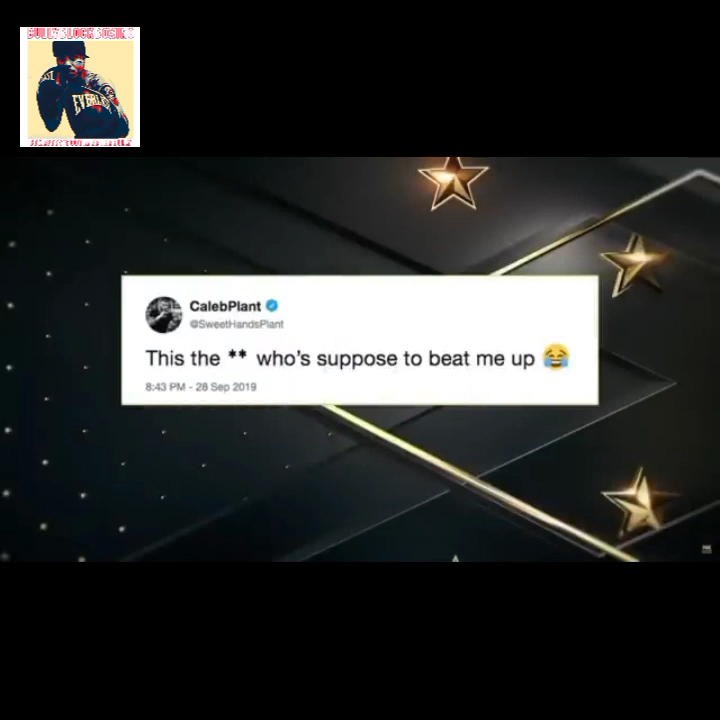 EVERLAST
CalebPlant
@SweetHandsPlant
This the ** who's suppose to beat me up 😂
8:43 PM - 28 Sep 2019